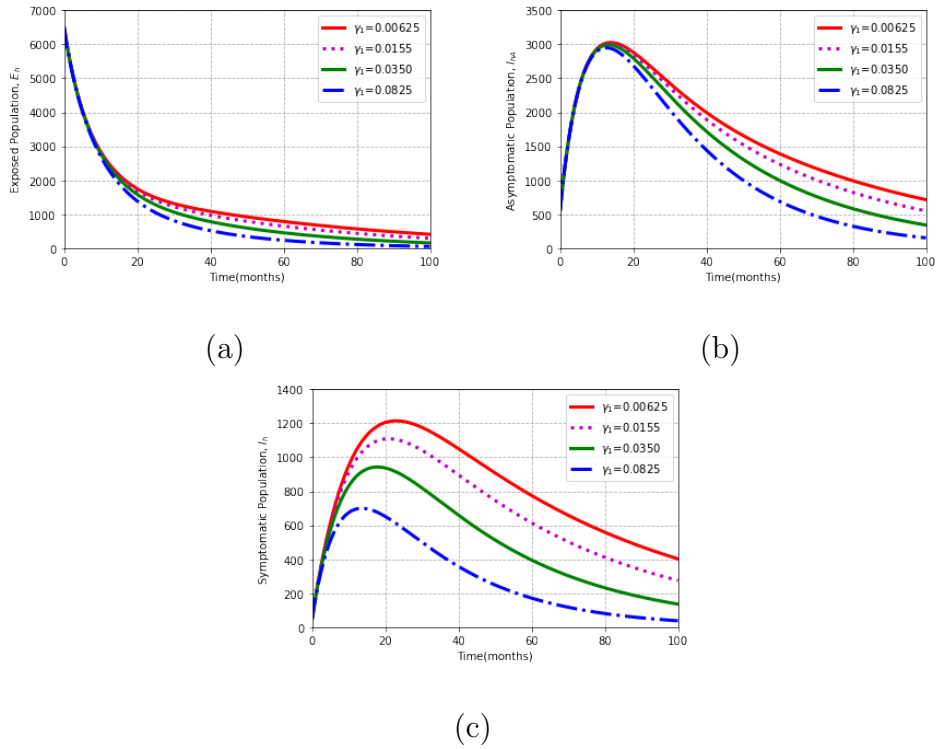 7000
6000
5000
4000
3000
2000
1000
0
Exposed Population, E_h
γ₁=0.00625
γ₁=0.0155
γ₁=0.0350
γ₁=0.0825
0 20 40 60 80 100
Time(months)
(a)
3500
3000
2500
2000
1500
1000
500
0
Asymptomatic Population, I_hA
γ₁=0.00625
γ₁=0.0155
γ₁=0.0350
γ₁=0.0825
0 20 40 60 80 100
Time(months)
(b)
1400
1200
1000
800
600
400
200
0
Symptomatic Population, I_h
γ₁=0.00625
γ₁=0.0155
γ₁=0.0350
γ₁=0.0825
0 20 40 60 80 100
Time(months)
(c)